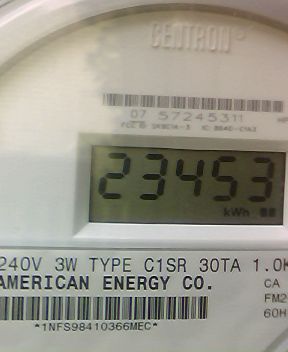 CENTRON®
07 57245311
23453
kWh
240V 3W TYPE C1SR 30TA 1.0K
AMERICAN ENERGY CO.
CA
FM2
60H
*1NFS98410366MEC*